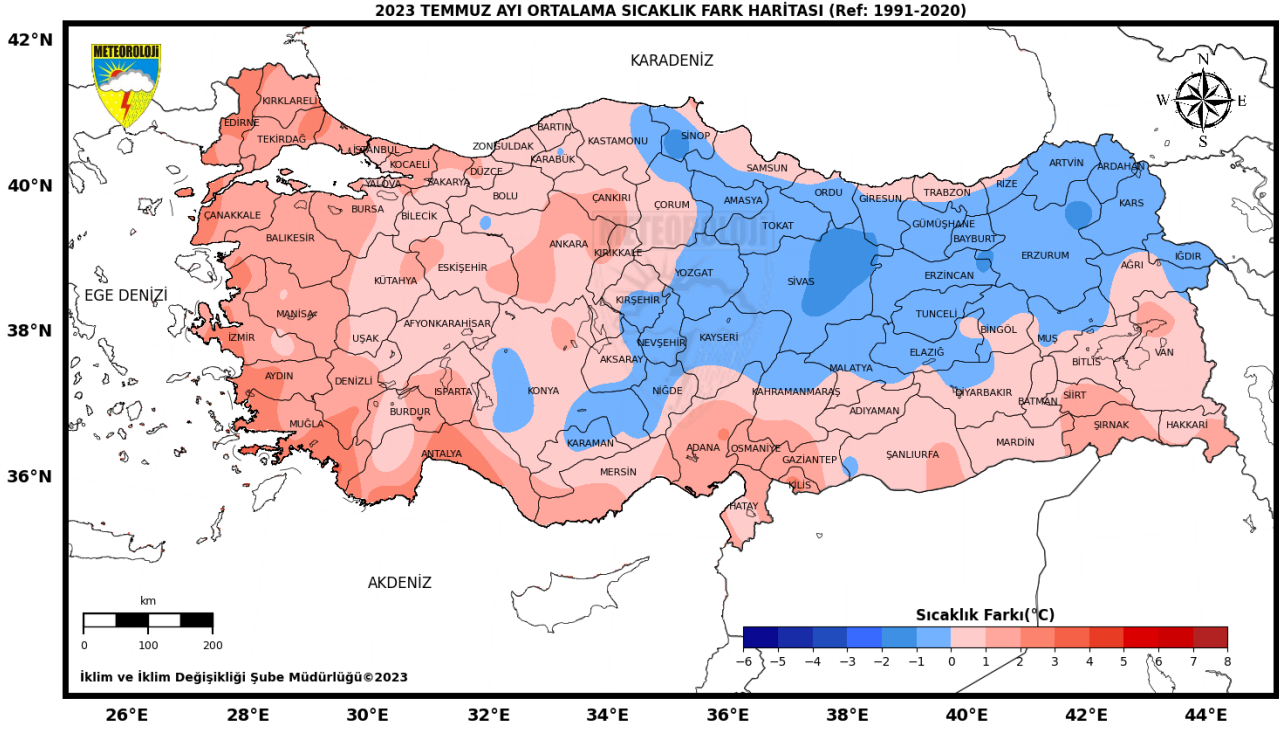 2023 TEMMUZ AYI ORTALAMA SICAKLIK FARK HARİTASI (Ref: 1991-2020)
42°N
40°N
38°N
36°N
METEOROLOJİ
KARADENİZ
N
W E
S
KIRKLARELİ
EDİRNE
TEKİRDAĞ
İSTANBUL
KOCAELİ
YALOVA
SAKARYA
DÜZCE
ZONGULDAK
BARTIN
KARABÜK
KASTAMONU
SİNOP
SAMSUN
ORDU
GİRESUN
TRABZON
RİZE
ARTVİN
ARDAHAN
KARS
ÇANAKKALE
BURSA
BİLECİK
BOLU
ÇANKIRI
ÇORUM
AMASYA
TOKAT
GÜMÜŞHANE
BAYBURT
BALIKESİR
ESKİŞEHİR
ANKARA
KIRIKKALE
METEOROLOJİ
YOZGAT
SİVAS
ERZİNCAN
ERZURUM
AĞRI
IĞDIR
EGE DENİZİ
KÜTAHYA
KIRŞEHİR
TUNCELİ
BİNGÖL
MUŞ
MANİSA
AFYONKARAHİSAR
NEVŞEHİR
KAYSERİ
İZMİR
UŞAK
AKSARAY
ELAZIĞ
BİTLİS
VAN
MALATYA
AYDIN
DENİZLİ
ISPARTA
KONYA
NİĞDE
KAHRAMANMARAŞ
DİYARBAKIR
BATMAN
SİİRT
BURDUR
ADIYAMAN
MUĞLA
ŞIRNAK
HAKKARİ
ANTALYA
KARAMAN
ADANA
OSMANİYE
GAZİANTEP
ŞANLIURFA
MARDİN
MERSİN
KİLİS
HATAY
AKDENİZ
km
0 100 200
Sıcaklık Farkı(°C)
−6 −5 −4 −3 −2 −1 0 1 2 3 4 5 6 7 8
İklim ve İklim Değişikliği Şube Müdürlüğü©2023
26°E 28°E 30°E 32°E 34°E 36°E 38°E 40°E 42°E 44°E